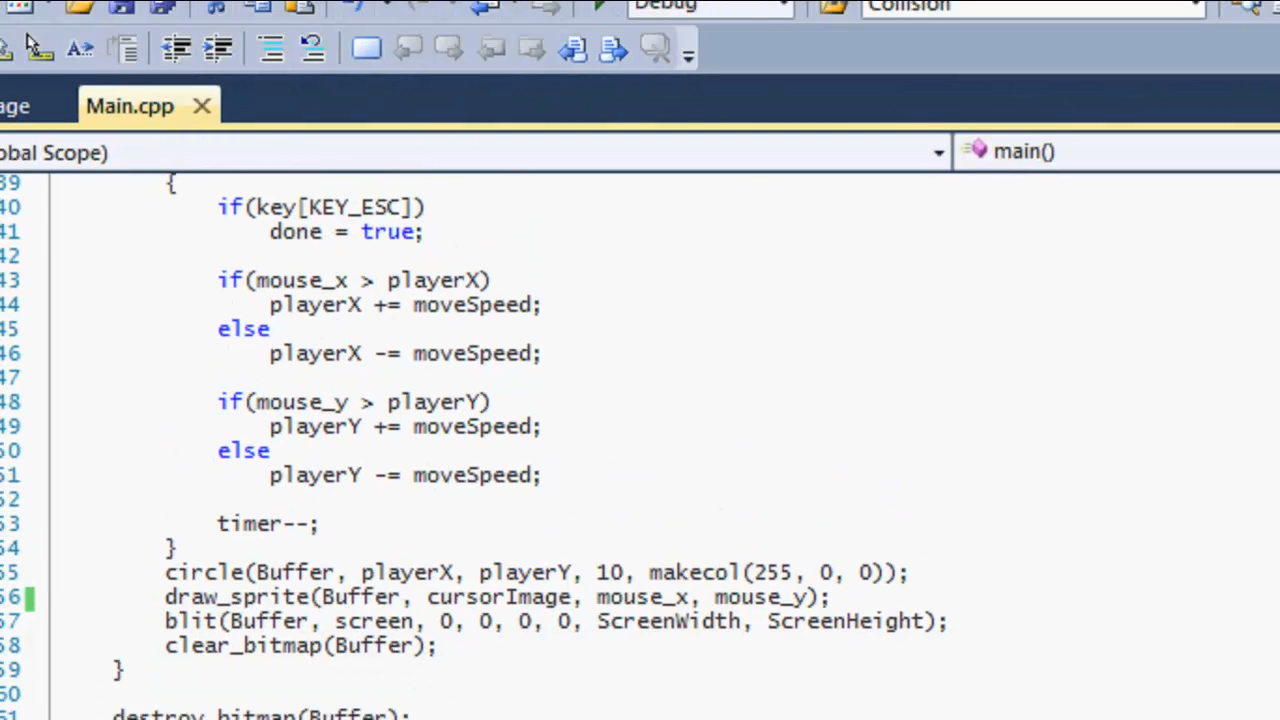 Debug
Collision
age
Main.cpp
obal Scope)
main()
39 {
40 if(key[KEY_ESC])
41 done = true;
42
43 if(mouse_x > playerX)
44 playerX += moveSpeed;
45 else
46 playerX -= moveSpeed;
47
48 if(mouse_y > playerY)
49 playerY += moveSpeed;
50 else
51 playerY -= moveSpeed;
52
53 timer--;
54 }
55 circle(Buffer, playerX, playerY, 10, makecol(255, 0, 0));
56 draw_sprite(Buffer, cursorImage, mouse_x, mouse_y);
57 blit(Buffer, screen, 0, 0, 0, 0, ScreenWidth, ScreenHeight);
58 clear_bitmap(Buffer);
59 }
60
61 destroy_bitmap(Buffer);